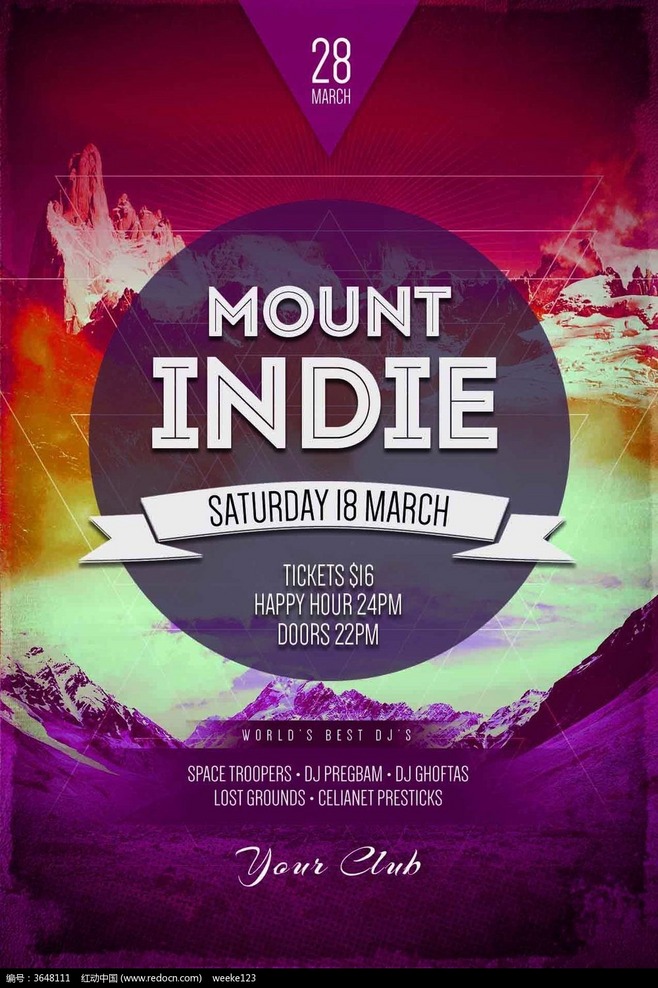 28
MARCH
MOUNT
INDIE
SATURDAY 18 MARCH
TICKETS $16
HAPPY HOUR 24PM
DOORS 22PM
WORLD'S BEST DJ'S
SPACE TROOPERS • DJ PREGBAM • DJ GHOFTAS
LOST GROUNDS • CELIANET PRESTICKS
Your Club
编号：3648111 红动中国 (www.redocn.com) weeke123